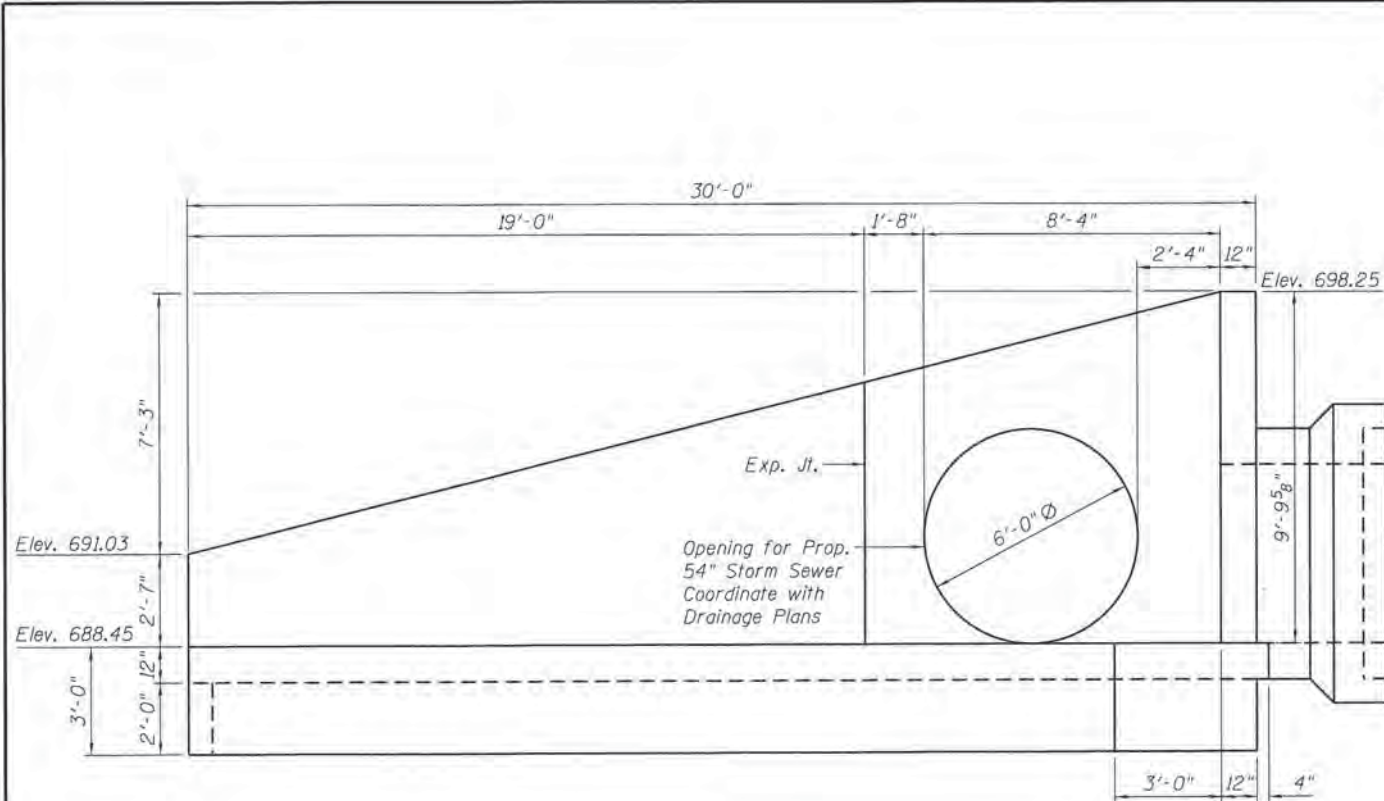 30'-0"
19'-0"
1'-8"
8'-4"
2'-4"
12"
Elev. 698.25
7'-3"
Exp. Jt.
6'-0" Ø
9'-9 5/8"
Elev. 691.03
Opening for Prop.
54" Storm Sewer
Coordinate with
Drainage Plans
2'-7"
Elev. 688.45
12"
3'-0"
2'-0"
3'-0"
12"
4"